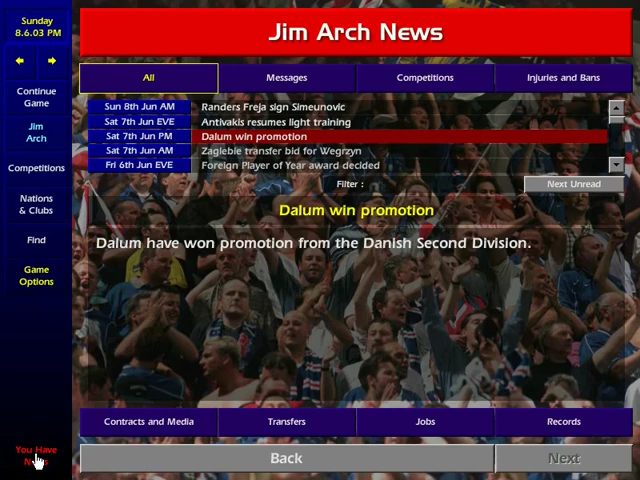 Sunday
8.6.03 PM
Jim Arch News
Continue
Game
Jim
Arch
Competitions
Nations
& Clubs
Find
Game
Options
All
Messages
Competitions
Injuries and Bans
Sun 8th Jun AM Randers Freja sign Simeunovic
Sat 7th Jun EVE Antivakis resumes light training
Sat 7th Jun PM Dalum win promotion
Sat 7th Jun AM Zaglebie transfer bid for Wegrzyn
Fri 6th Jun EVE Foreign Player of Year award decided
Filter :
Next Unread
Dalum win promotion
Dalum have won promotion from the Danish Second Division.
Contracts and Media
Transfers
Jobs
Records
You Have
Back
Next